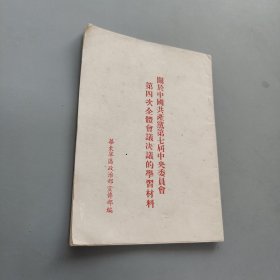 關於中國共產黨第七屆中央委員會
第四次全體會議決議的學習材料
華東軍區政治部宣傳部編